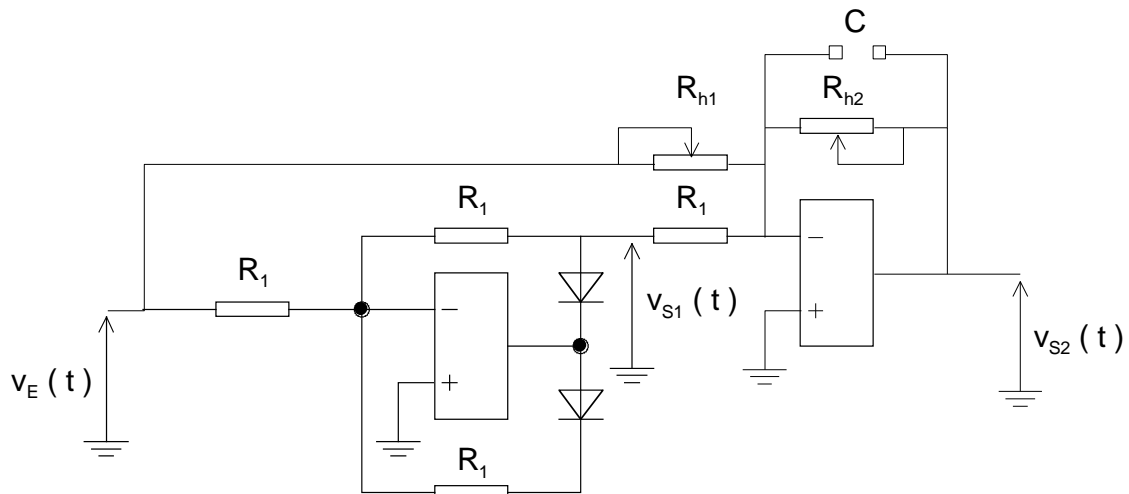 C
R_h1
R_h2
R_1
R_1
R_1
−
+
−
+
v_E ( t )
v_S1 ( t )
v_S2 ( t )
R_1